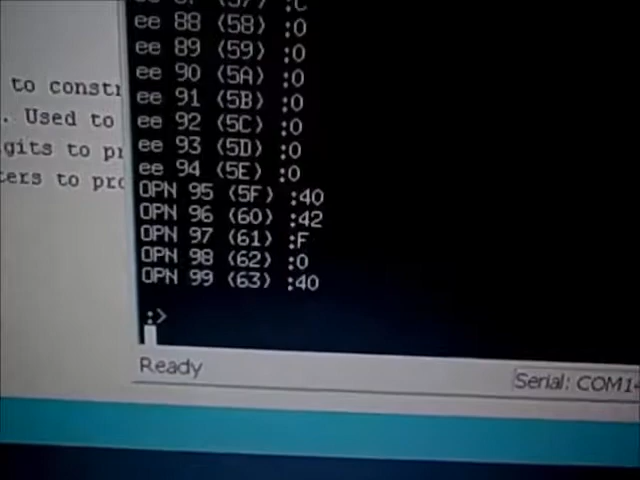 ee 88 (58) :0
ee 89 (59) :0
ee 90 (5A) :0
ee 91 (5B) :0
ee 92 (5C) :0
ee 93 (5D) :0
ee 94 (5E) :0
OPN 95 (5F) :40
OPN 96 (60) :42
OPN 97 (61) :F
OPN 98 (62) :0
OPN 99 (63) :40
:>
Ready
Serial: COM14
to constr
. Used to
gits to pr
ters to pro